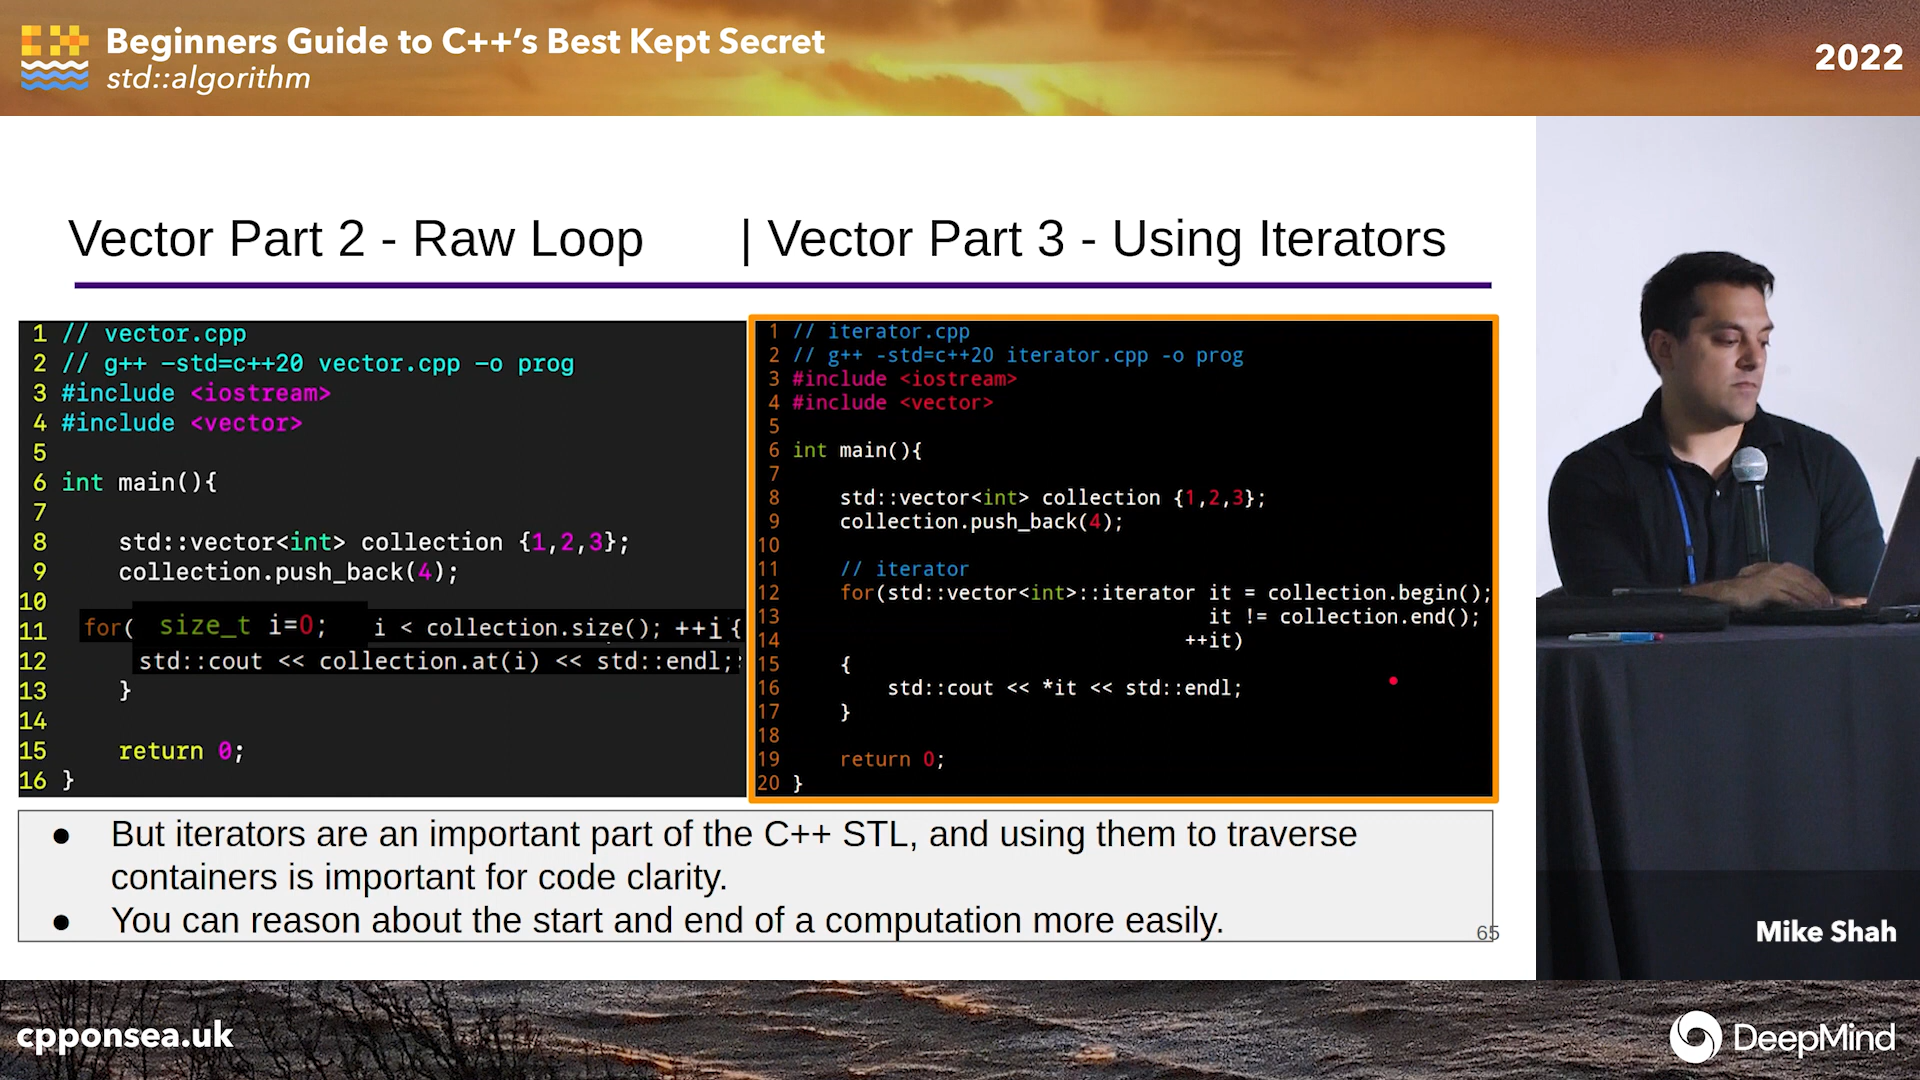 Beginners Guide to C++'s Best Kept Secret
std::algorithm
2022
Vector Part 2 - Raw Loop | Vector Part 3 - Using Iterators
1 // vector.cpp
2 // g++ -std=c++20 vector.cpp -o prog
3 #include <iostream>
4 #include <vector>
5
6 int main(){
7
8 std::vector<int> collection {1,2,3};
9 collection.push_back(4);
10
11 for( size_t i=0; i < collection.size(); ++i{
12 std::cout << collection.at(i) << std::endl;
13 }
14
15 return 0;
16 }
1 // iterator.cpp
2 // g++ -std=c++20 iterator.cpp -o prog
3 #include <iostream>
4 #include <vector>
5
6 int main(){
7
8 std::vector<int> collection {1,2,3};
9 collection.push_back(4);
10
11 // iterator
12 for(std::vector<int>::iterator it = collection.begin();
13 it != collection.end();
14 ++it)
15 {
16 std::cout << *it << std::endl;
17 }
18
19 return 0;
20 }
● But iterators are an important part of the C++ STL, and using them to traverse
containers is important for code clarity.
● You can reason about the start and end of a computation more easily.
65
Mike Shah
cpponsea.uk
DeepMind